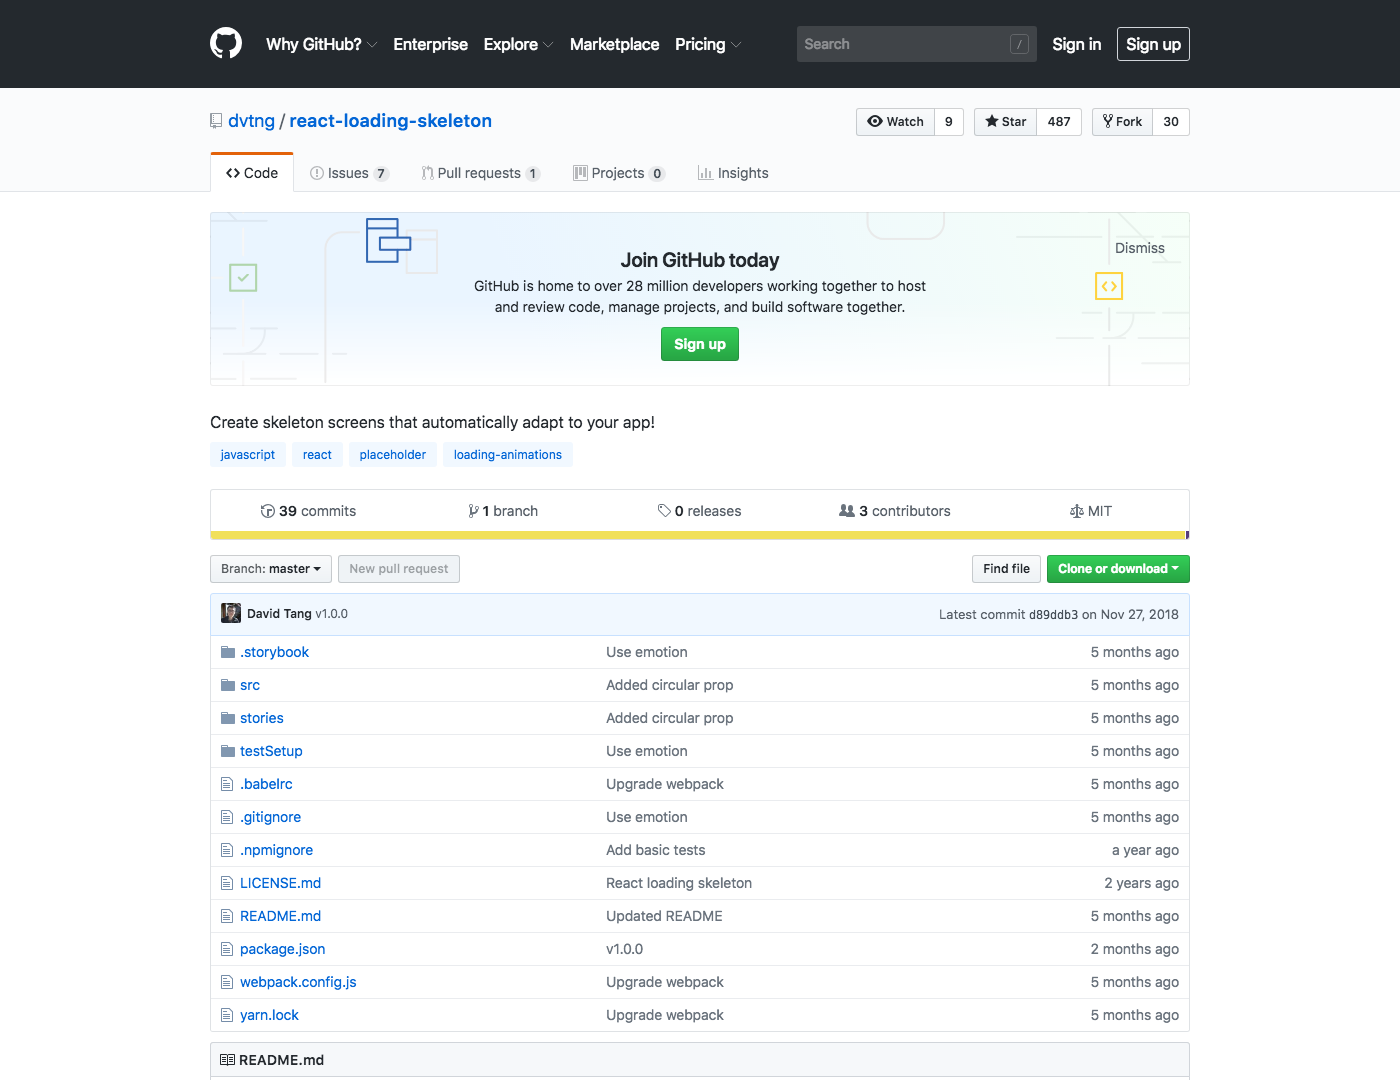 Why GitHub? Enterprise Explore Marketplace Pricing Search / Sign in Sign up
dvtng / react-loading-skeleton Watch 9 Star 487 Fork 30
Code Issues 7 Pull requests 1 Projects 0 Insights
Dismiss
Join GitHub today
GitHub is home to over 28 million developers working together to host
and review code, manage projects, and build software together.
Sign up
Create skeleton screens that automatically adapt to your app!
javascript react placeholder loading-animations
39 commits 1 branch 0 releases 3 contributors MIT
Branch: master New pull request Find file Clone or download
David Tang v1.0.0 Latest commit d89ddb3 on Nov 27, 2018
.storybook Use emotion 5 months ago
src Added circular prop 5 months ago
stories Added circular prop 5 months ago
testSetup Use emotion 5 months ago
.babelrc Upgrade webpack 5 months ago
.gitignore Use emotion 5 months ago
.npmignore Add basic tests a year ago
LICENSE.md React loading skeleton 2 years ago
README.md Updated README 5 months ago
package.json v1.0.0 2 months ago
webpack.config.js Upgrade webpack 5 months ago
yarn.lock Upgrade webpack 5 months ago
README.md